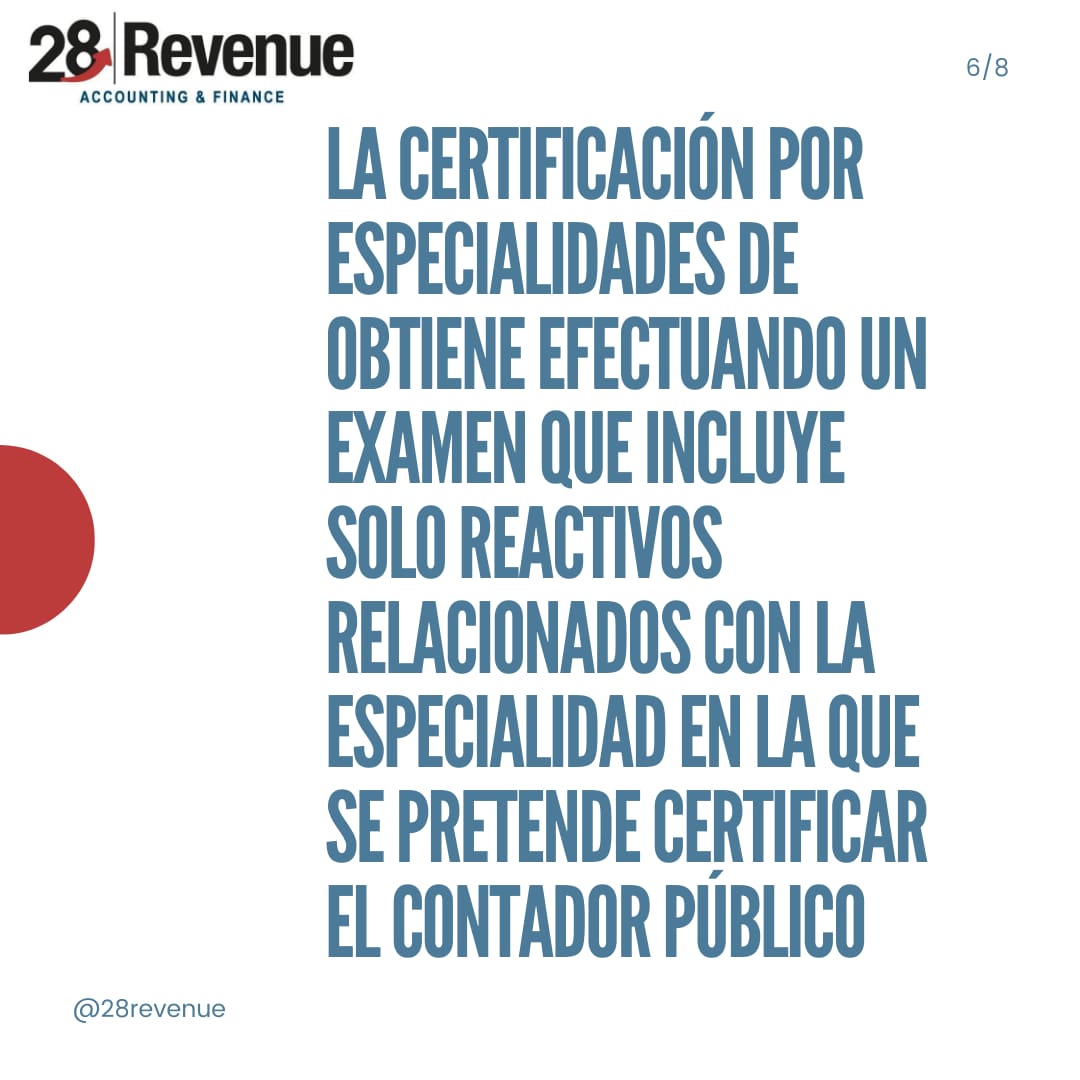 28 Revenue
ACCOUNTING & FINANCE
6/8
LA CERTIFICACIÓN POR
ESPECIALIDADES DE
OBTIENE EFECTUANDO UN
EXAMEN QUE INCLUYE
SOLO REACTIVOS
RELACIONADOS CON LA
ESPECIALIDAD EN LA QUE
SE PRETENDE CERTIFICAR
EL CONTADOR PÚBLICO
@28revenue